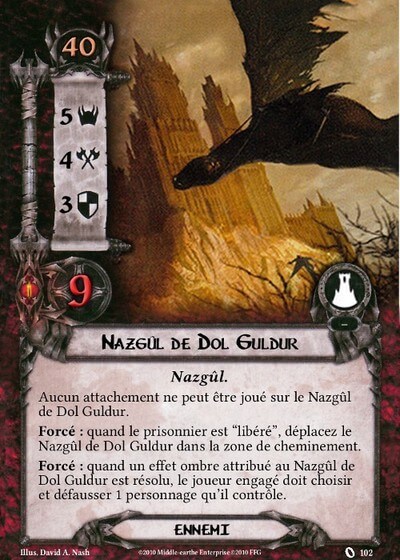 40
5
4
3
9
Nazgûl de Dol Guldur
Nazgûl.
Aucun attachement ne peut être joué sur le Nazgûl
de Dol Guldur.
Forcé : quand le prisonnier est “libéré”, déplacez le
Nazgûl de Dol Guldur dans la zone de cheminement.
Forcé : quand un effet ombre attribué au Nazgûl de
Dol Guldur est résolu, le joueur engagé doit choisir
et défausser 1 personnage qu'il contrôle.
ENNEMI
Illus. David A. Nash ©2010 Middle-earthe Enterprise ©2010 FFG 102